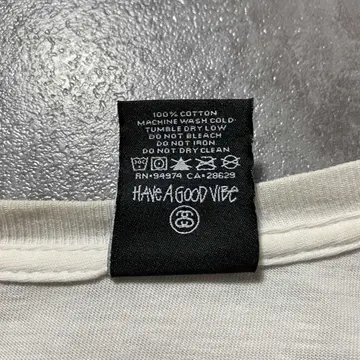 100% COTTON
MACHINE WASH COLD
TUMBLE DRY LOW
DO NOT BLEACH
DO NOT IRON
DO NOT DRY CLEAN
RN•94974 CA•28629
HAVE A GOOD VIBE